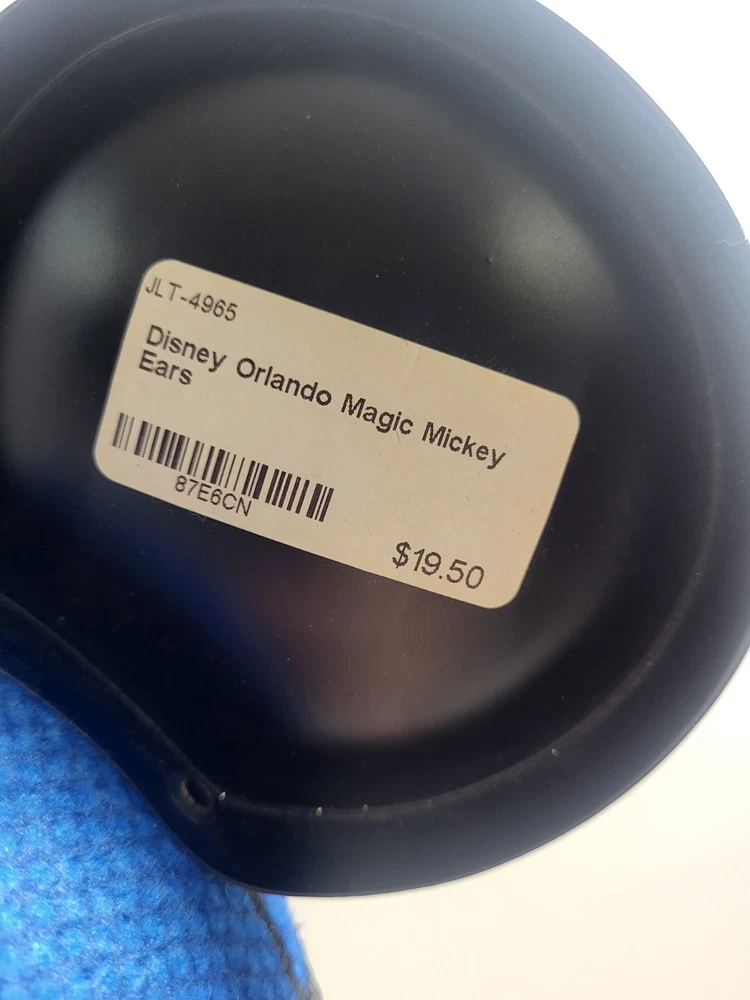 JLT-4965
Disney Orlando Magic Mickey
Ears
87E6CN
$19.50